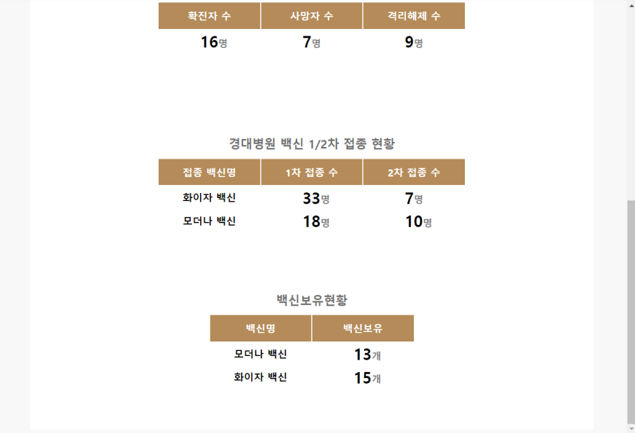 확진자 수 사망자 수 격리해제 수
16명 7명 9명
경대병원 백신 1/2차 접종 현황
접종 백신명 1차 접종 수 2차 접종 수
화이자 백신 33명 7명
모더나 백신 18명 10명
백신보유현황
백신명 백신보유
모더나 백신 13개
화이자 백신 15개